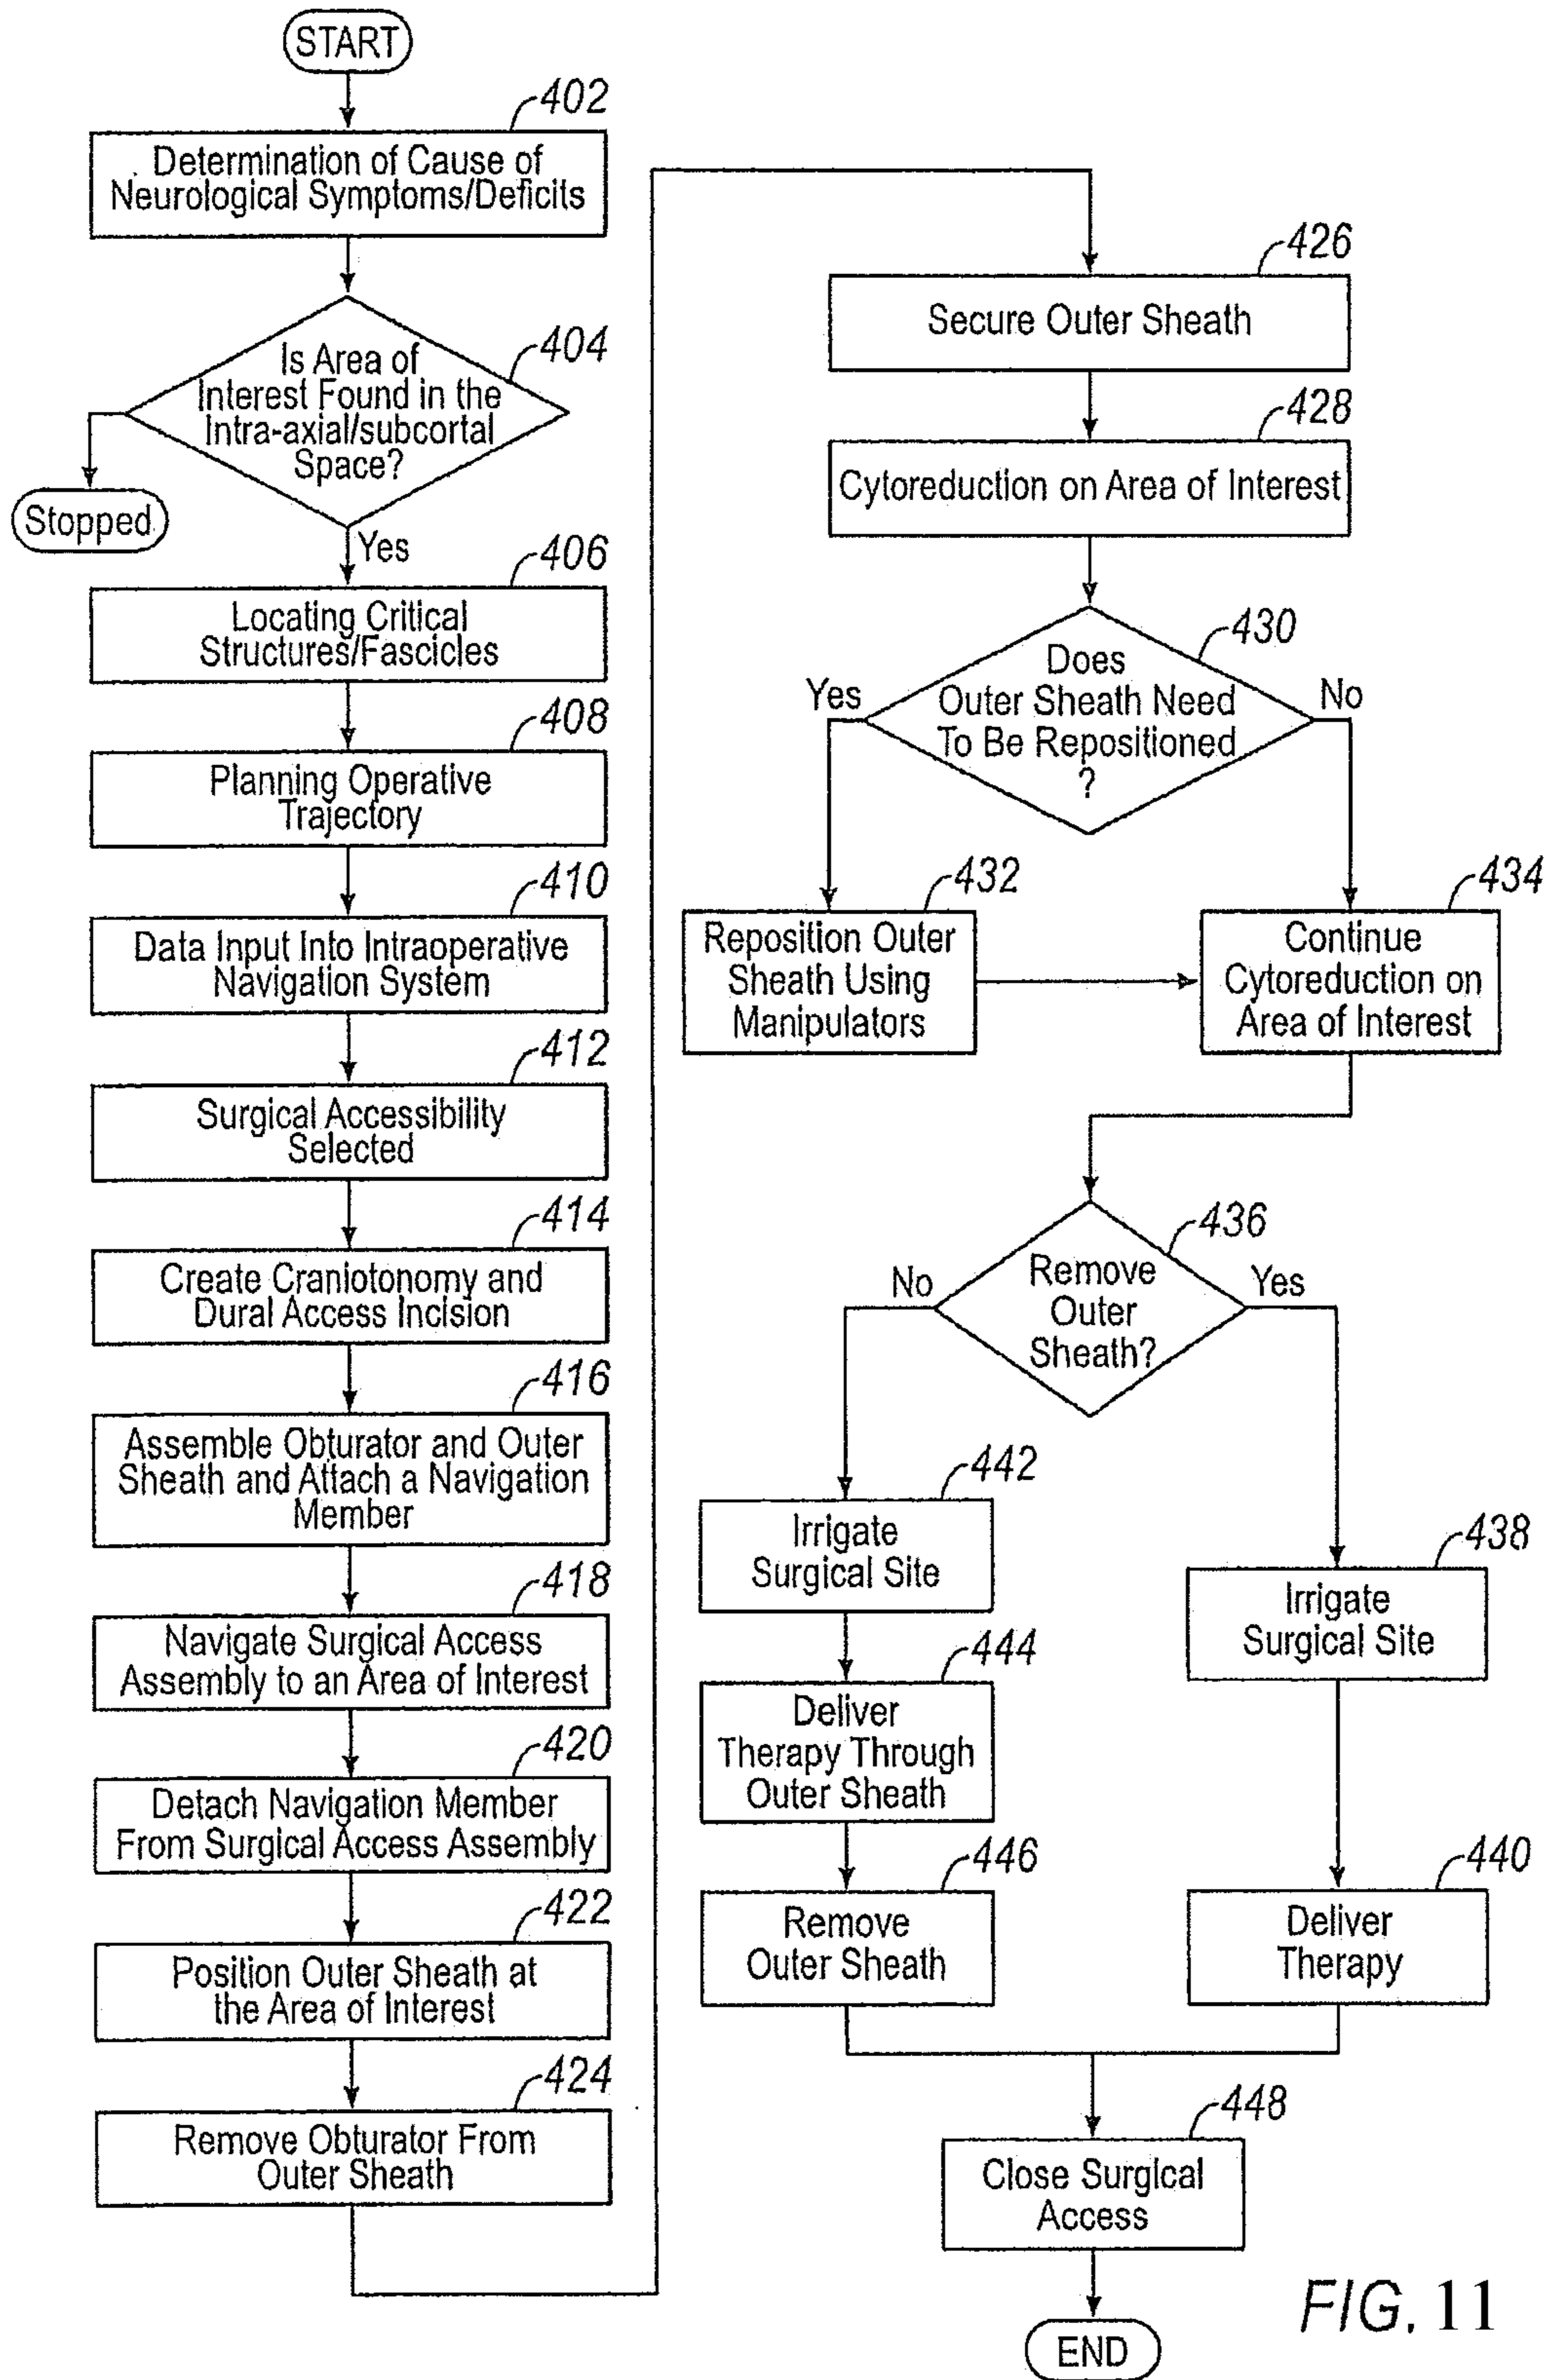 START
402
Determination of Cause of
Neurological Symptoms/Deficits
404
Is Area of
Interest Found in the
Intra-axial/subcortal
Space?
Stopped
Yes
406
Locating Critical
Structures/Fascicles
408
Planning Operative
Trajectory
410
Data Input Into Intraoperative
Navigation System
412
Surgical Accessibility
Selected
414
Create Craniotonomy and
Dural Access Incision
416
Assemble Obturator and Outer
Sheath and Attach a Navigation
Member
418
Navigate Surgical Access
Assembly to an Area of Interest
420
Detach Navigation Member
From Surgical Access Assembly
422
Position Outer Sheath at
the Area of Interest
424
Remove Obturator From
Outer Sheath
426
Secure Outer Sheath
428
Cytoreduction on Area of Interest
430
Does
Outer Sheath Need
To Be Repositioned
?
Yes
No
432
Reposition Outer
Sheath Using
Manipulators
434
Continue
Cytoreduction on
Area of Interest
436
Remove
Outer
Sheath?
No
Yes
442
Irrigate
Surgical Site
444
Deliver
Therapy Through
Outer Sheath
446
Remove
Outer Sheath
438
Irrigate
Surgical Site
440
Deliver
Therapy
448
Close Surgical
Access
END
FIG. 11